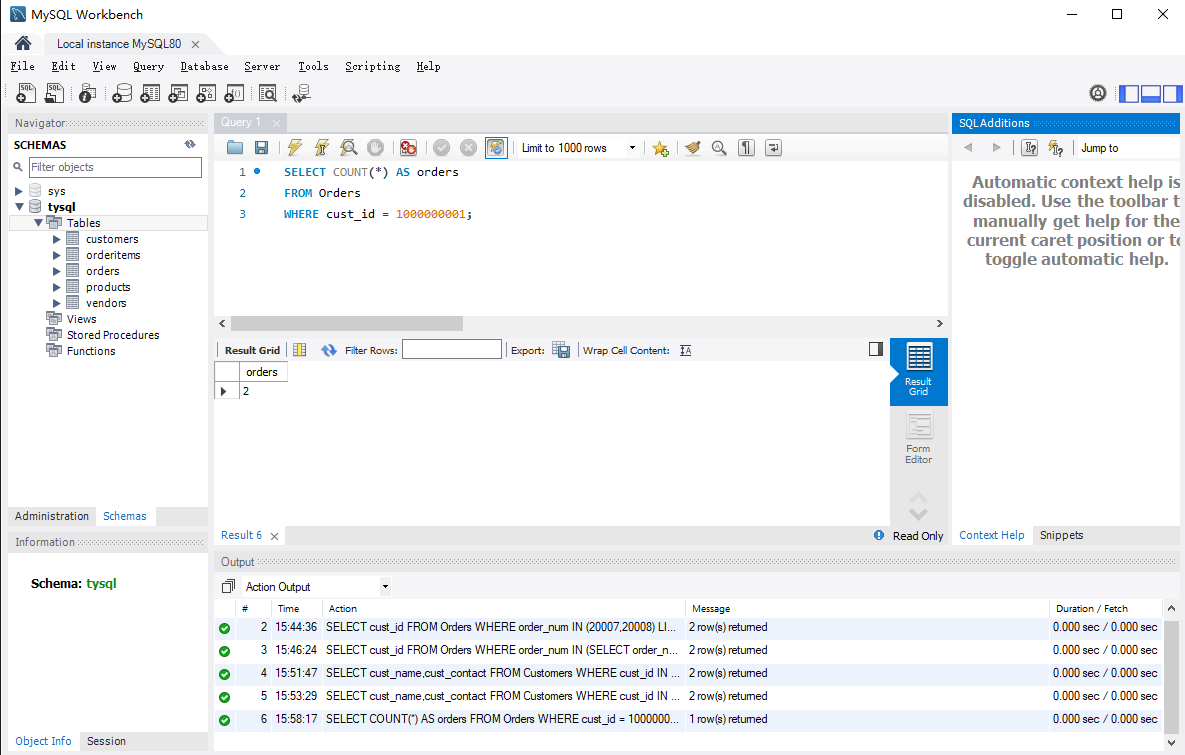 MySQL Workbench
Local instance MySQL80
File Edit View Query Database Server Tools Scripting Help
Navigator
SCHEMAS
Filter objects
sys
tysql
Tables
customers
orderitems
orders
products
vendors
Views
Stored Procedures
Functions
Administration Schemas
Information
Schema: tysql
Object Info Session
Query 1
Limit to 1000 rows
1 SELECT COUNT(*) AS orders
2 FROM Orders
3 WHERE cust_id = 1000000001;
Result Grid Filter Rows: Export: Wrap Cell Content:
orders
2
Result Grid
Form Editor
Result 6 Read Only
SQLAdditions
Jump to
Automatic context help is
disabled. Use the toolbar t
manually get help for the
current caret position or to
toggle automatic help.
Context Help Snippets
Output
Action Output
# Time Action Message Duration / Fetch
2 15:44:36 SELECT cust_id FROM Orders WHERE order_num IN (20007,20008) LI... 2 row(s) returned 0.000 sec / 0.000 sec
3 15:46:24 SELECT cust_id FROM Orders WHERE order_num IN (SELECT order_n... 2 row(s) returned 0.000 sec / 0.000 sec
4 15:51:47 SELECT cust_name,cust_contact FROM Customers WHERE cust_id IN ... 2 row(s) returned 0.000 sec / 0.000 sec
5 15:53:29 SELECT cust_name,cust_contact FROM Customers WHERE cust_id IN ... 2 row(s) returned 0.000 sec / 0.000 sec
6 15:58:17 SELECT COUNT(*) AS orders FROM Orders WHERE cust_id = 1000000... 1 row(s) returned 0.000 sec / 0.000 sec